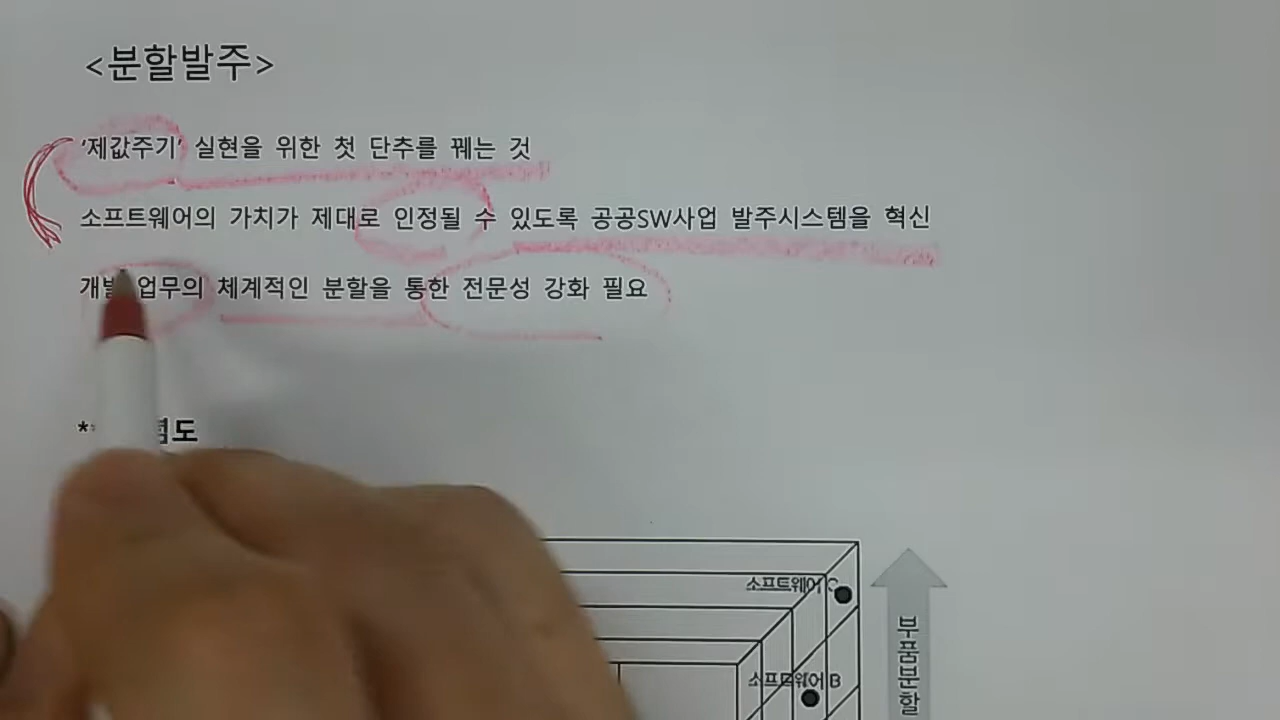 <분할발주>
'제값주기' 실현을 위한 첫 단추를 꿰는 것
소프트웨어의 가치가 제대로 인정될 수 있도록 공공SW사업 발주시스템을 혁신
업무의 체계적인 분할을 통한 전문성 강화 필요
소프트웨어 C
소프트웨어 B
부품분할